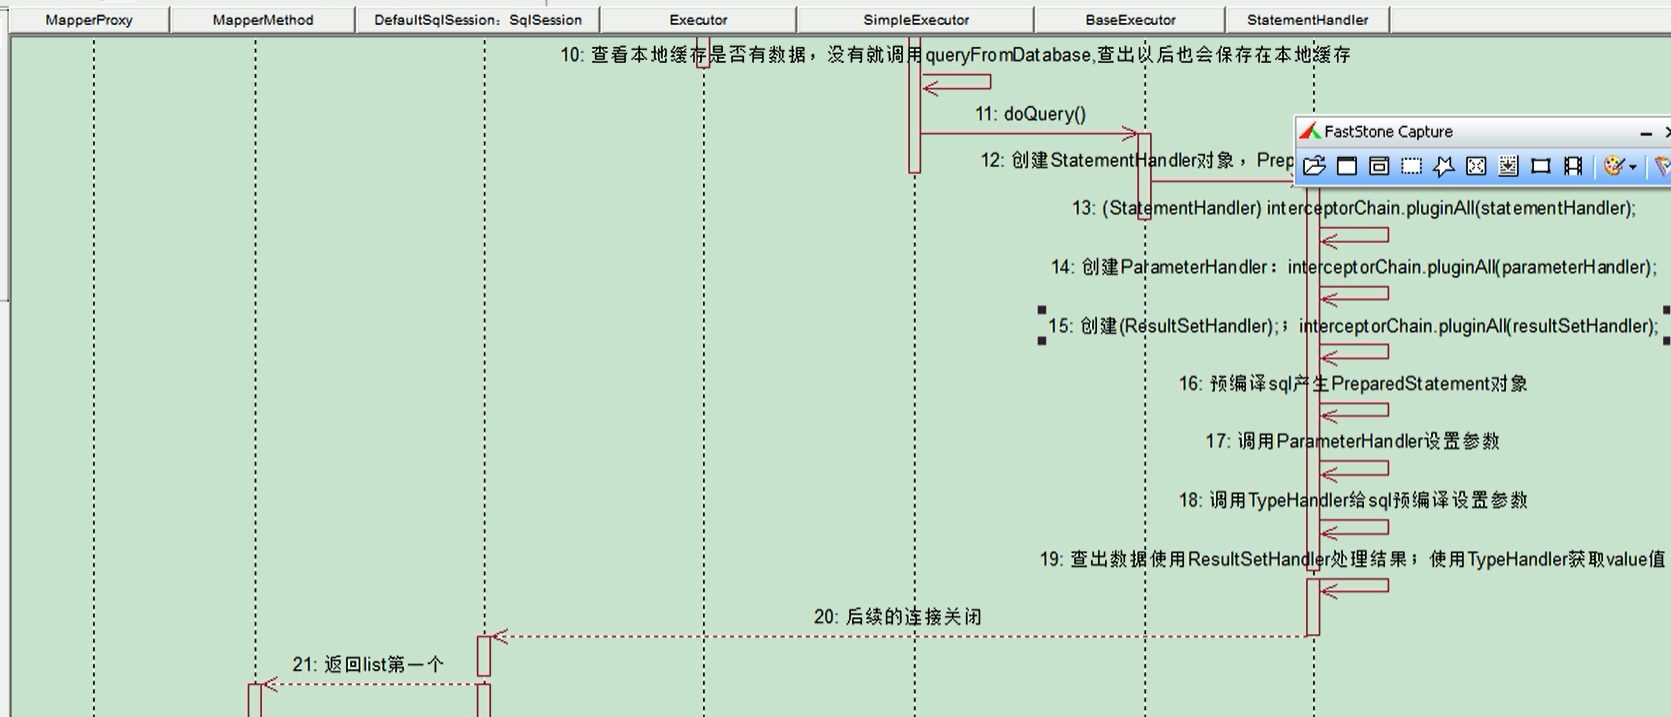 MapperProxy
MapperMethod
DefaultSqlSession：SqlSession
Executor
SimpleExecutor
BaseExecutor
StatementHandler
10: 查看本地缓存是否有数据，没有就调用queryFromDatabase,查出以后也会保存在本地缓存
11: doQuery()
FastStone Capture
12: 创建StatementHandler对象，Prep
13: (StatementHandler) interceptorChain.pluginAll(statementHandler);
14: 创建ParameterHandler：interceptorChain.pluginAll(parameterHandler);
15: 创建(ResultSetHandler);；interceptorChain.pluginAll(resultSetHandler);
16: 预编译sql产生PreparedStatement对象
17: 调用ParameterHandler设置参数
18: 调用TypeHandler给sql预编译设置参数
19: 查出数据使用ResultSetHandler处理结果；使用TypeHandler获取value值
20: 后续的连接关闭
21: 返回list第一个